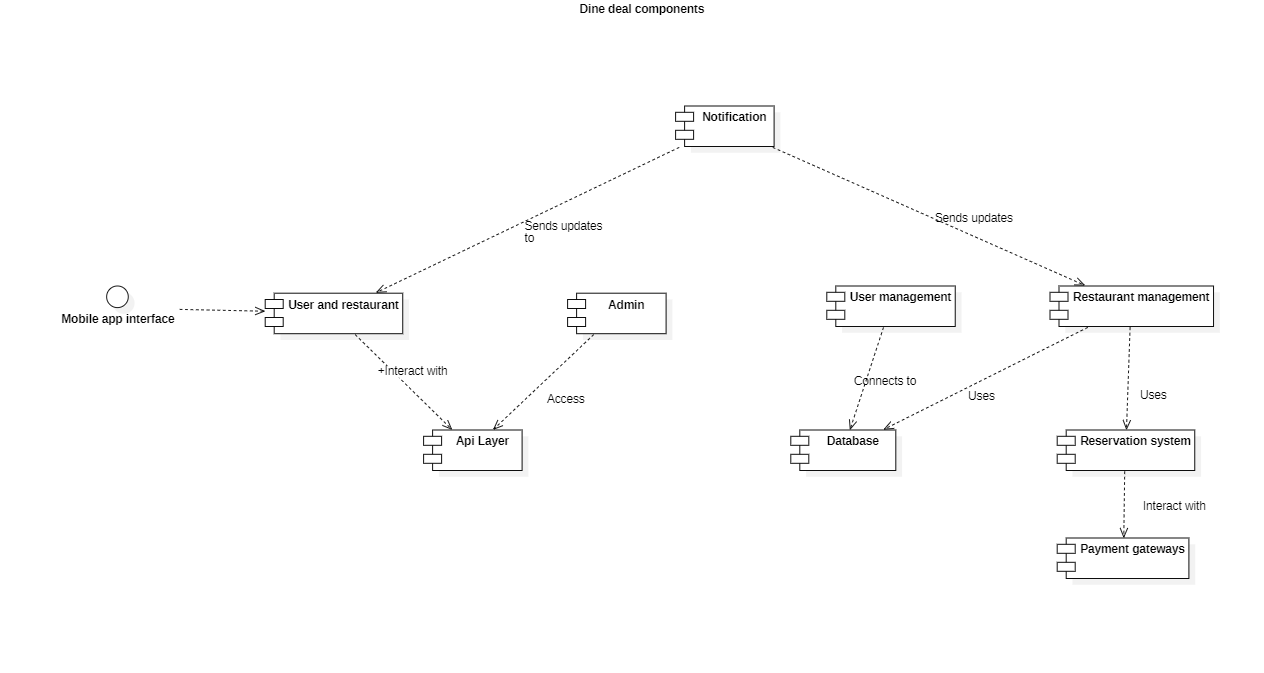 Dine deal components
Notification
Sends updates
to
Sends updates
Mobile app interface
User and restaurant
Admin
User management
Restaurant management
+Interact with
Access
Connects to
Uses
Uses
Api Layer
Database
Reservation system
Interact with
Payment gateways